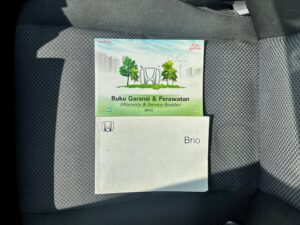 Buku Garansi & Perawatan
(Warranty & Service Booklet)
Brio